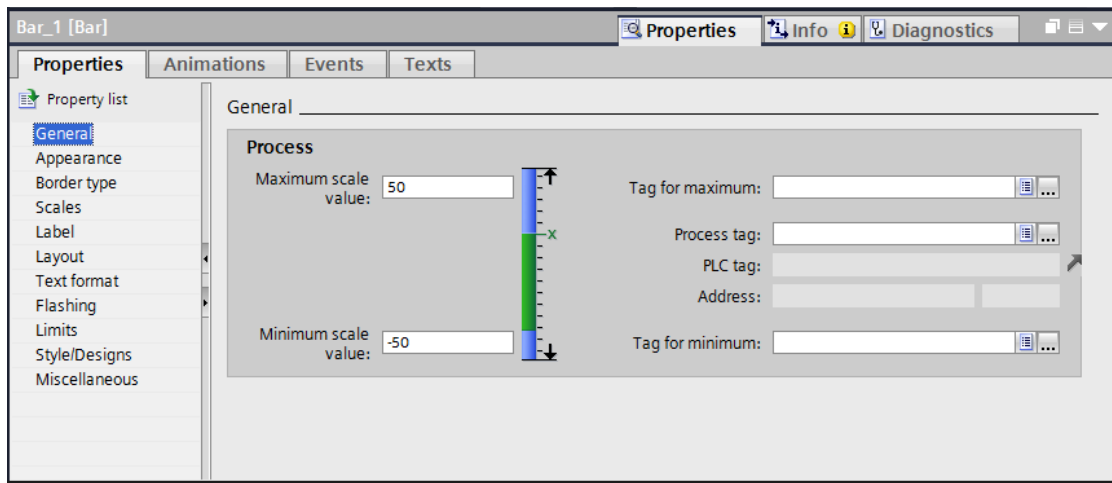 Bar_1 [Bar]
Properties Info Diagnostics
Properties Animations Events Texts
Property list
General
Appearance
Border type
Scales
Label
Layout
Text format
Flashing
Limits
Style/Designs
Miscellaneous
General
Process
Maximum scale
value:
50
Tag for maximum:
...
x
Process tag:
...
PLC tag:
Address:
Minimum scale
value:
-50
Tag for minimum:
...